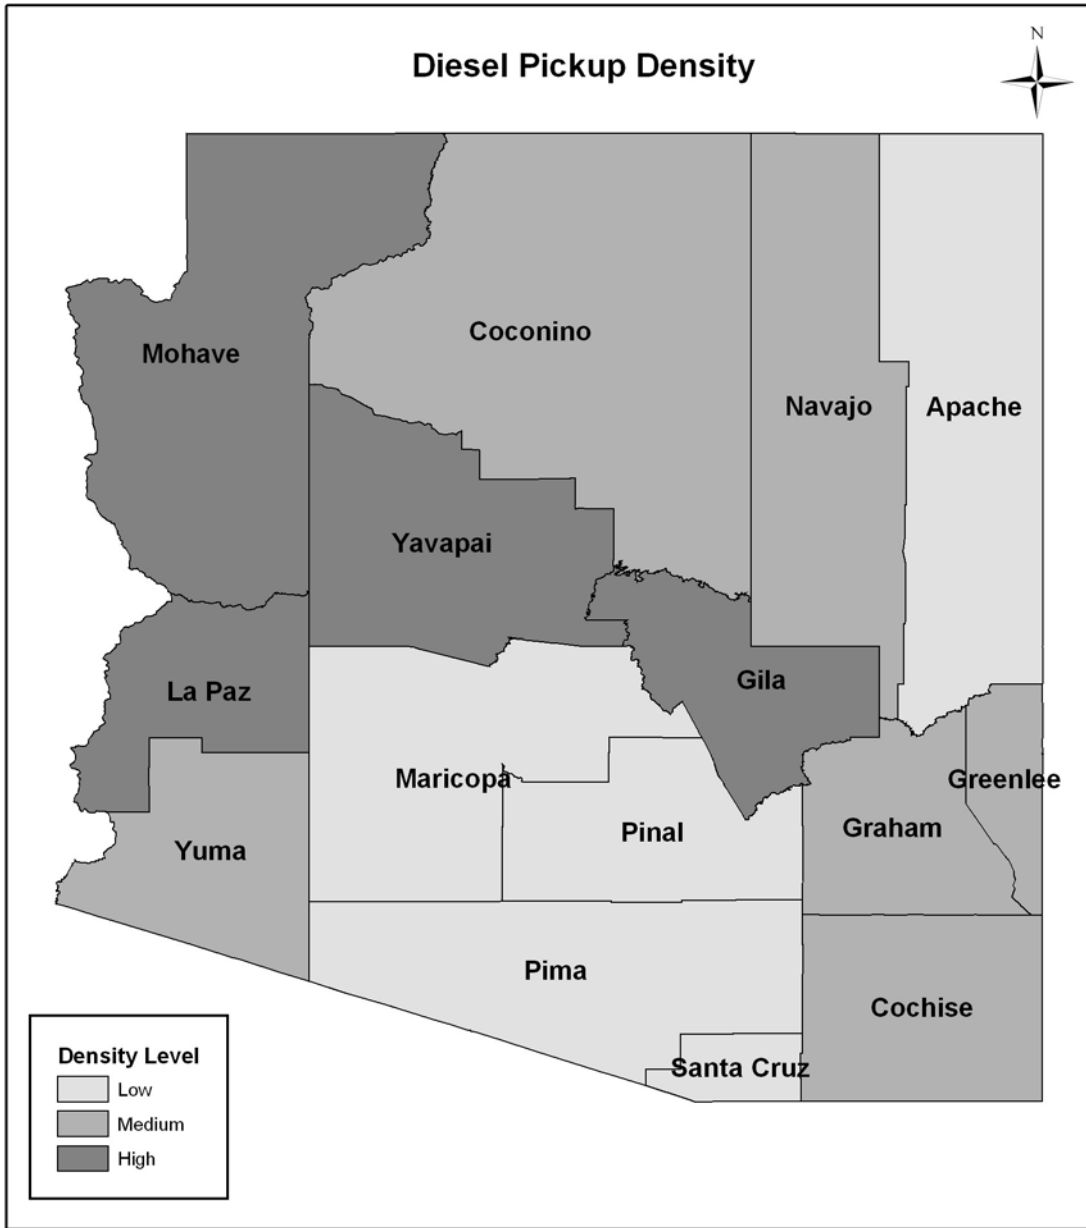 N
Diesel Pickup Density
Coconino
Mohave
Navajo
Apache
Yavapai
La Paz
Gila
Maricopa
Greenlee
Pinal
Graham
Yuma
Pima
Cochise
Santa Cruz
Density Level
Low
Medium
High